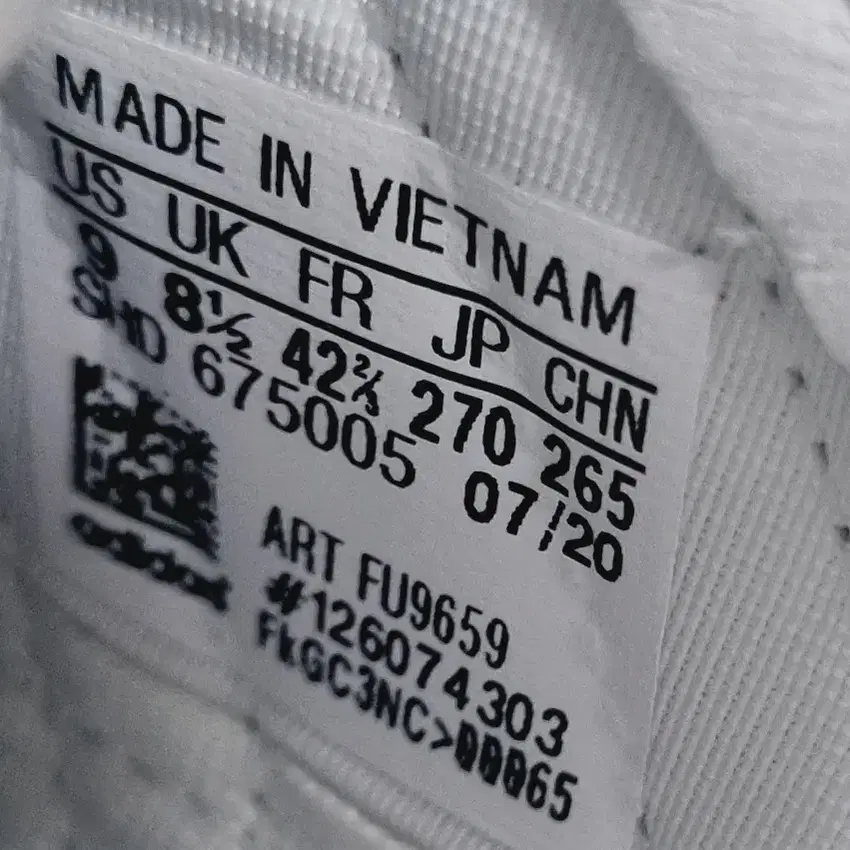 MADE IN VIETNAM
US UK FR JP CHN
9 8½ 42⅔ 270 265
SHD 675005 07/20
adidas
ART FU9659
#126074303
FkGC3NC>00065